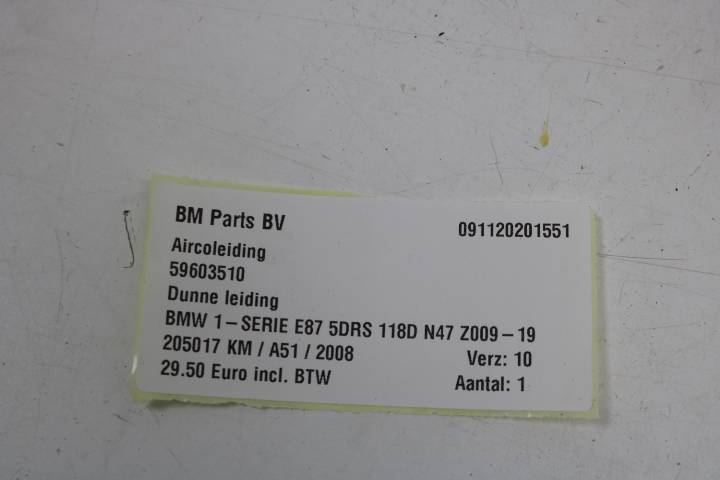 BM Parts BV 091120201551
Aircoleiding
59603510
Dunne leiding
BMW 1-SERIE E87 5DRS 118D N47 Z009-19
205017 KM / A51 / 2008 Verz: 10
29.50 Euro incl. BTW Aantal: 1